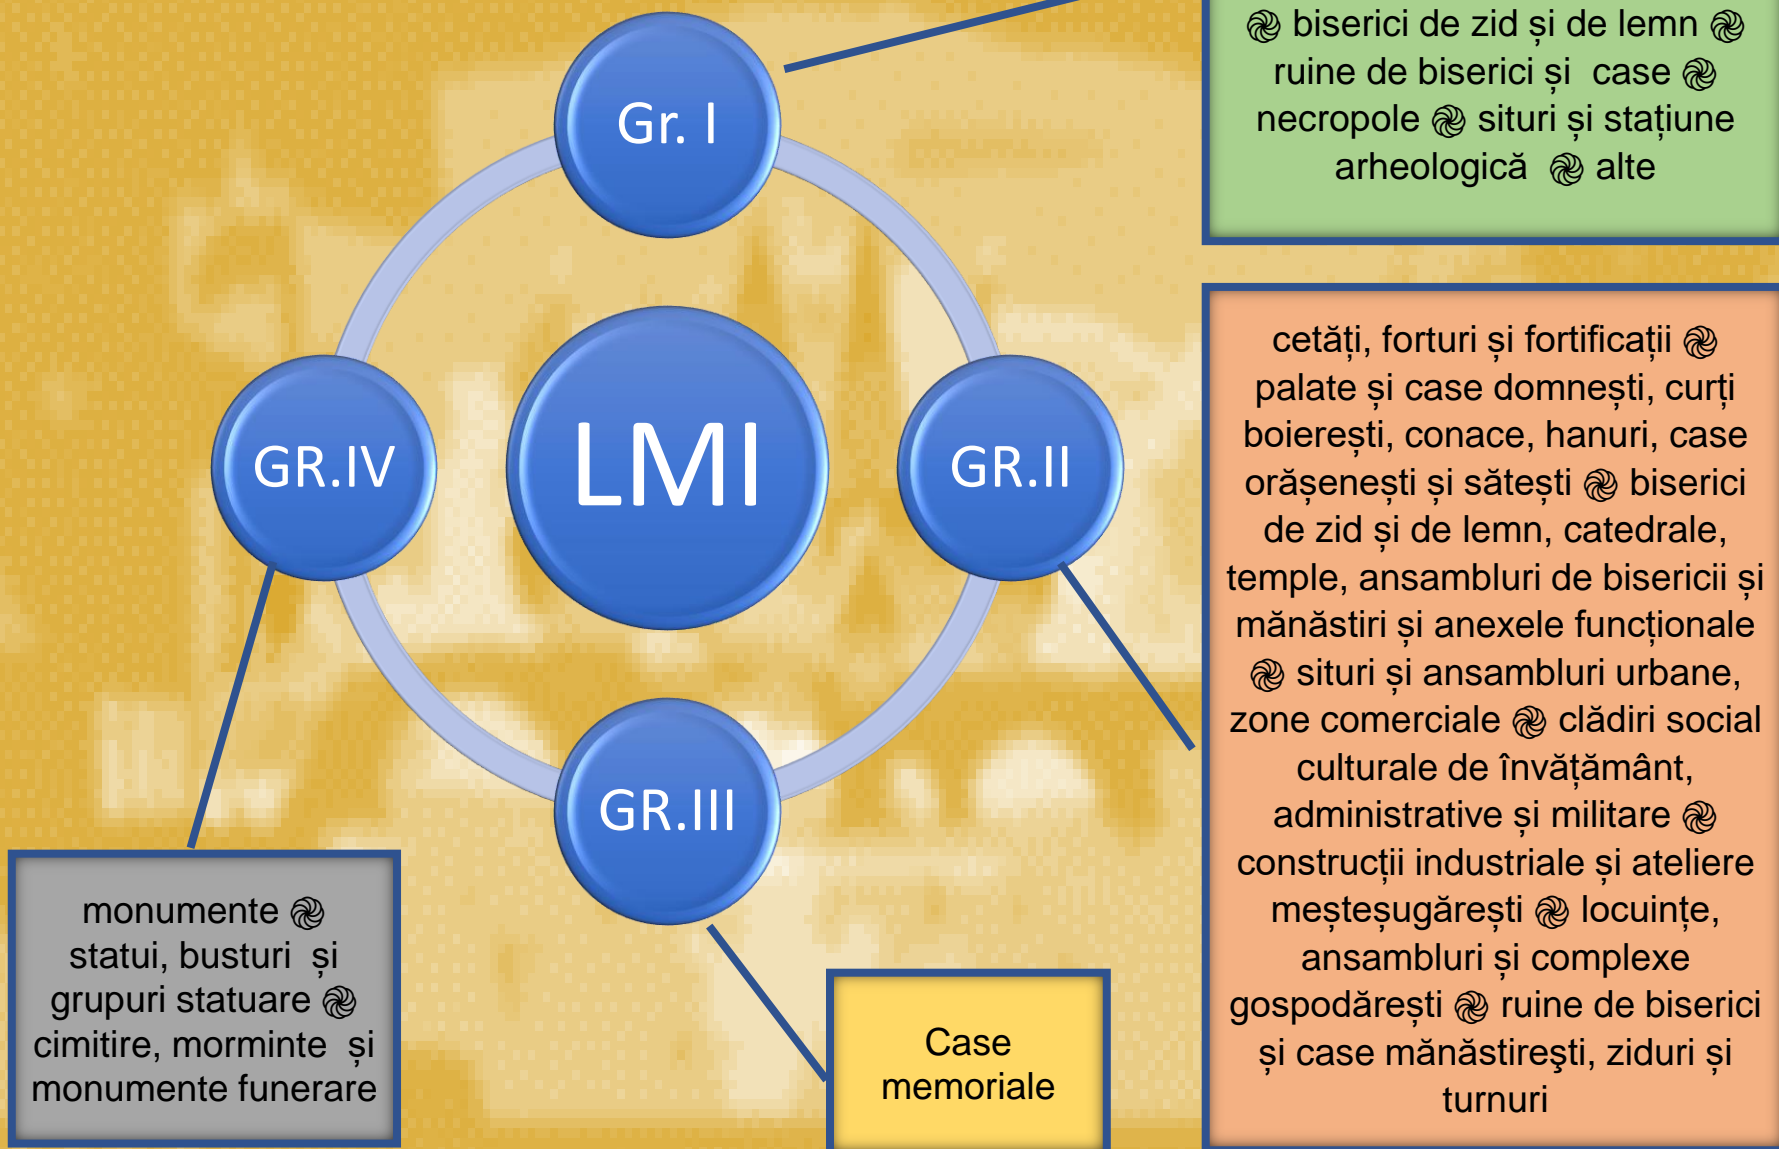 ֎ biserici de zid și de lemn ֎
ruine de biserici și case ֎
necropole ֎ situri și stațiune
arheologică ֎ alte
Gr. I
LMI
GR.II
GR.III
GR.IV
cetăți, forturi și fortificații ֎
palate și case domnești, curți
boierești, conace, hanuri, case
orășenești și sătești ֎ biserici
de zid și de lemn, catedrale,
temple, ansambluri de bisericii și
mănăstiri și anexele funcționale
֎ situri și ansambluri urbane,
zone comerciale ֎ clădiri social
culturale de învățământ,
administrative și militare ֎
construcții industriale și ateliere
meșteșugărești ֎ locuințe,
ansambluri și complexe
gospodărești ֎ ruine de biserici
și case mănăstireşti, ziduri și
turnuri
Case
memoriale
monumente ֎
statui, busturi și
grupuri statuare ֎
cimitire, morminte și
monumente funerare